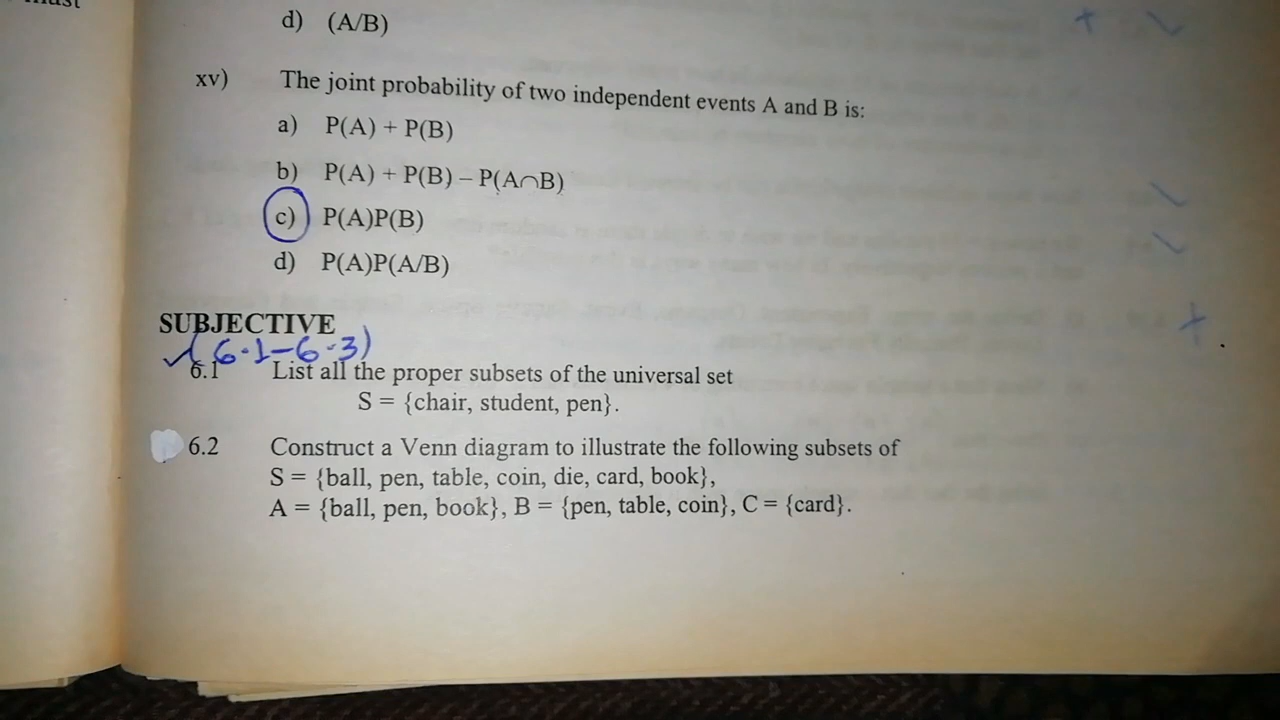 d) (A/B)
xv) The joint probability of two independent events A and B is:
a) P(A) + P(B)
b) P(A) + P(B) – P(A∩B)
c) P(A)P(B)
d) P(A)P(A/B)
SUBJECTIVE
(6.1-6.3)
6.1 List all the proper subsets of the universal set
S = {chair, student, pen}.
6.2 Construct a Venn diagram to illustrate the following subsets of
S = {ball, pen, table, coin, die, card, book},
A = {ball, pen, book}, B = {pen, table, coin}, C = {card}.